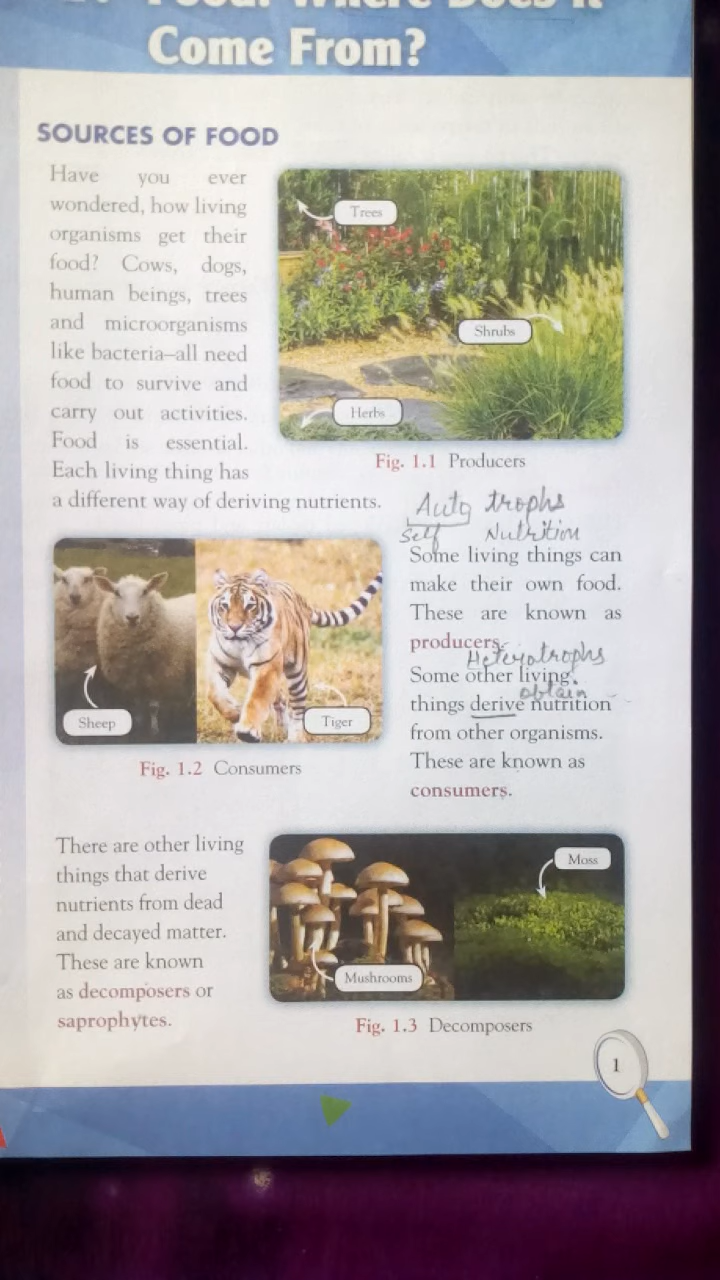 Food: Where Does It
Come From?
SOURCES OF FOOD
Have you ever
wondered, how living
organisms get their
food? Cows, dogs,
human beings, trees
and microorganisms
like bacteria–all need
food to survive and
carry out activities.
Food is essential.
Each living thing has
a different way of deriving nutrients.
Trees
Shrubs
Herbs
Fig. 1.1 Producers
Auto trophs
Self Nutrition
Sheep
Tiger
Fig. 1.2 Consumers
Some living things can
make their own food.
These are known as
producers.
Heterotrophs
Some other living
obtain
things derive nutrition
from other organisms.
These are known as
consumers.
There are other living
things that derive
nutrients from dead
and decayed matter.
These are known
as decomposers or
saprophytes.
Mushrooms
Moss
Fig. 1.3 Decomposers
1